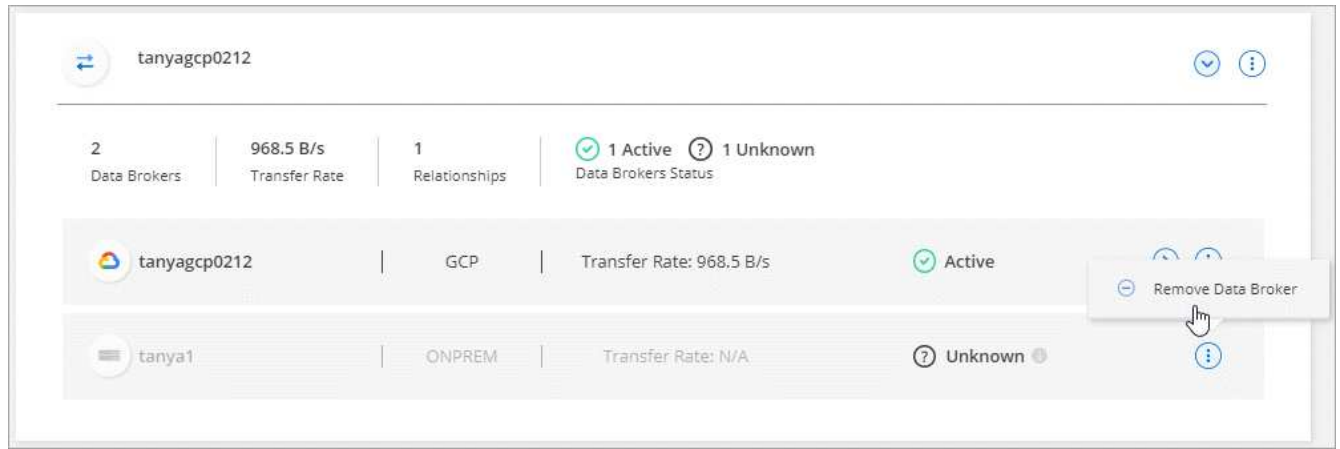 tanyagcp0212
2 968.5 B/s 1 1 Active ? 1 Unknown
Data Brokers Transfer Rate Relationships Data Brokers Status
tanyagcp0212 GCP Transfer Rate: 968.5 B/s Active
Remove Data Broker
tanya1 ONPREM Transfer Rate: N/A ? Unknown